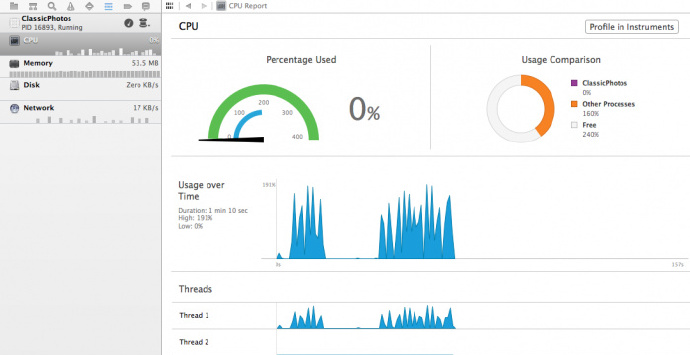 CPU Report
ClassicPhotos
PID 16893, Running
CPU 0%
Memory 53.5 MB
Disk Zero KB/s
Network 17 KB/s
CPU
Profile in Instruments
Percentage Used
0 100 200 300 400
0%
Usage Comparison
ClassicPhotos
0%
Other Processes
160%
Free
240%
Usage over
Time
Duration: 1 min 10 sec
High: 193%
Low: 0%
193%
0s 157s
Threads
Thread 1
Thread 2